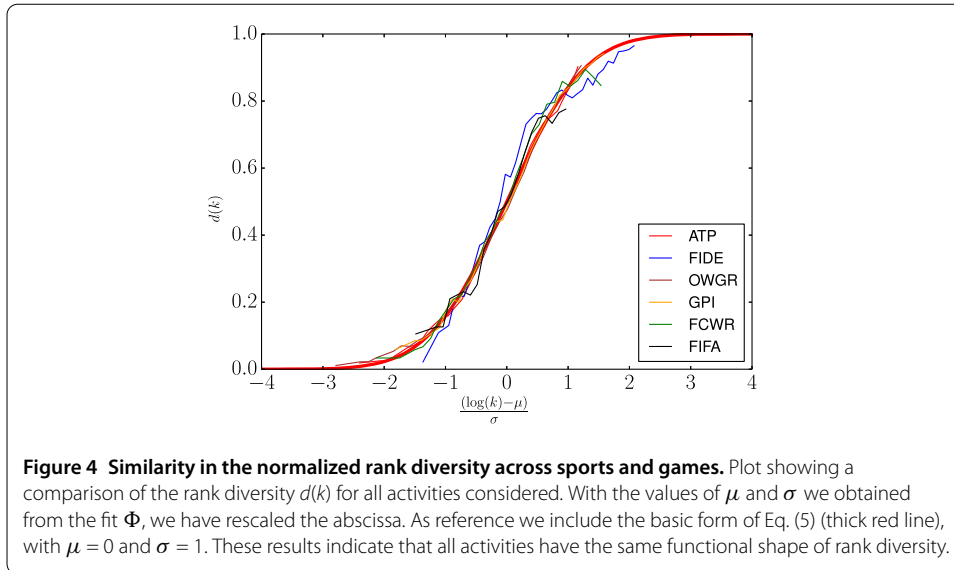 1.0
0.8
0.6
0.4
0.2
0.0
d(k)
−4 −3 −2 −1 0 1 2 3 4
(log(k)−μ)
σ
ATP
FIDE
OWGR
GPI
FCWR
FIFA
Figure 4 Similarity in the normalized rank diversity across sports and games. Plot showing a
comparison of the rank diversity d(k) for all activities considered. With the values of μ and σ we obtained
from the fit Φ, we have rescaled the abscissa. As reference we include the basic form of Eq. (5) (thick red line),
with μ = 0 and σ = 1. These results indicate that all activities have the same functional shape of rank diversity.